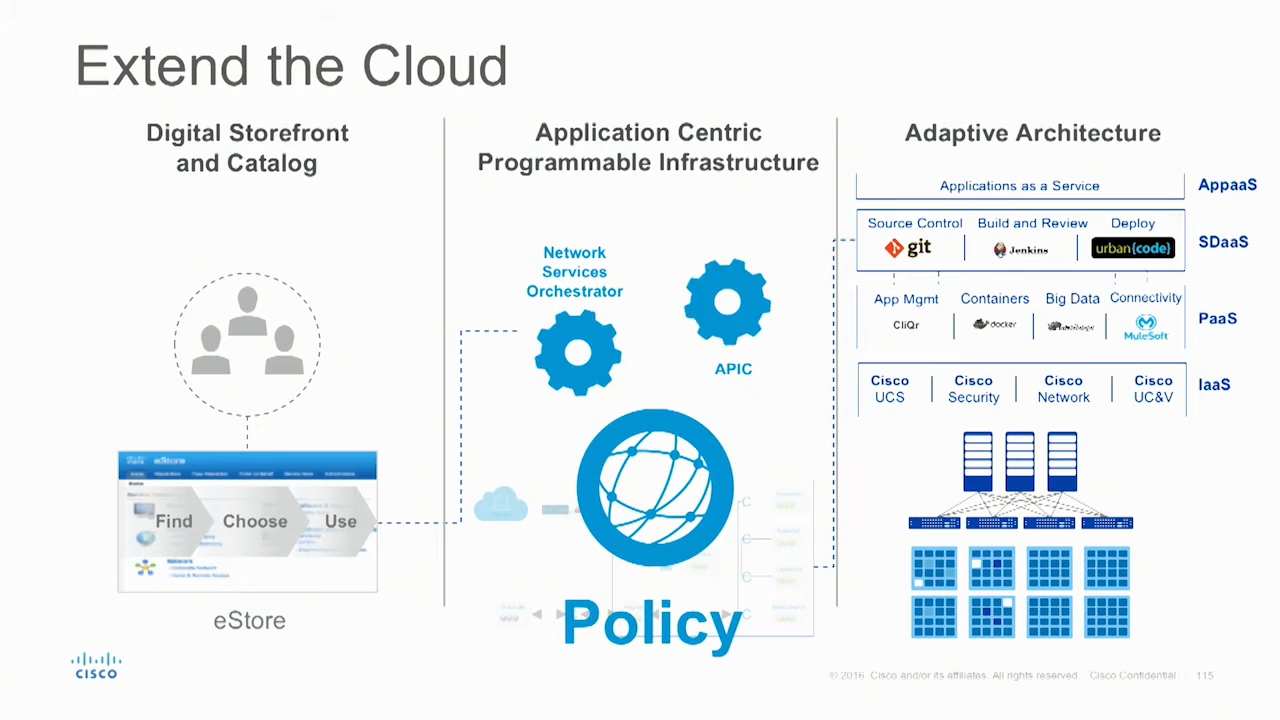 Extend the Cloud
Digital Storefront
and Catalog
Application Centric
Programmable Infrastructure
Adaptive Architecture
Applications as a Service
AppaaS
Source Control
Build and Review
Deploy
git
Jenkins
urban{code}
SDaaS
Network
Services
Orchestrator
APIC
App Mgmt
Containers
Big Data
Connectivity
CliQr
docker
MuleSoft
PaaS
Cisco
UCS
Cisco
Security
Cisco
Network
Cisco
UC&V
IaaS
eStore
Find
Choose
Use
Network
eStore
Policy
CISCO
© 2016 Cisco and/or its affiliates. All rights reserved. Cisco Confidential
115